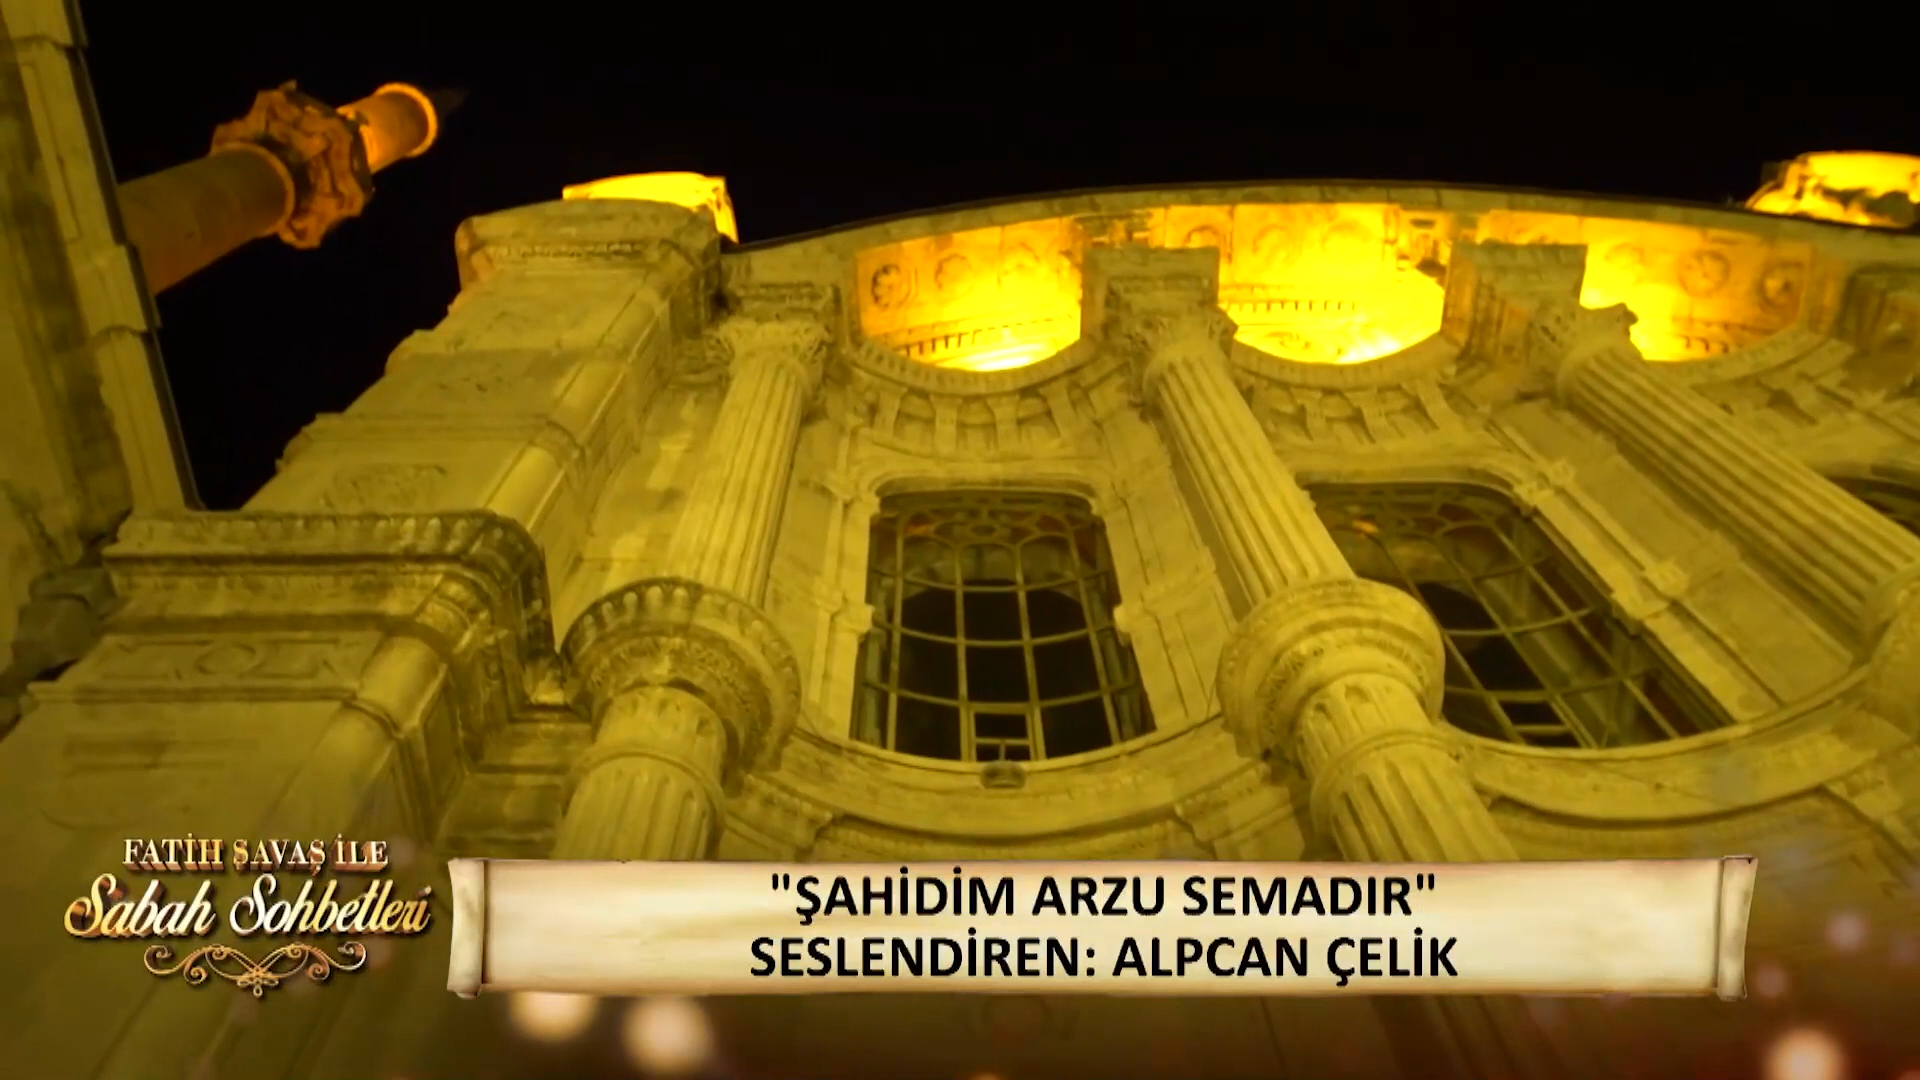 FATİH SAVAŞ İLE
Sabah Sohbetleri
"ŞAHİDİM ARZU SEMADIR"
SESLENDİREN: ALPCAN ÇELİK